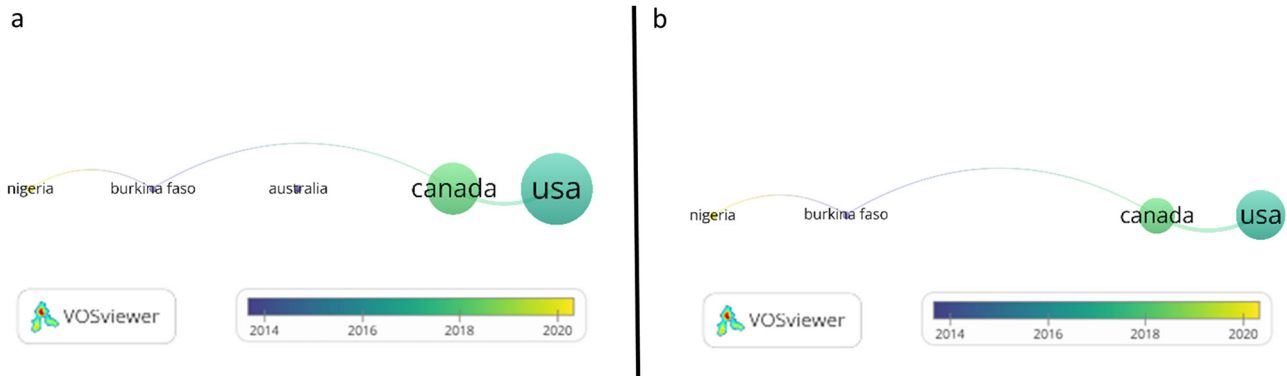 a
nigeria burkina faso australia canada usa
VOSviewer
2014 2016 2018 2020
b
nigeria burkina faso canada usa
VOSviewer
2014 2016 2018 2020